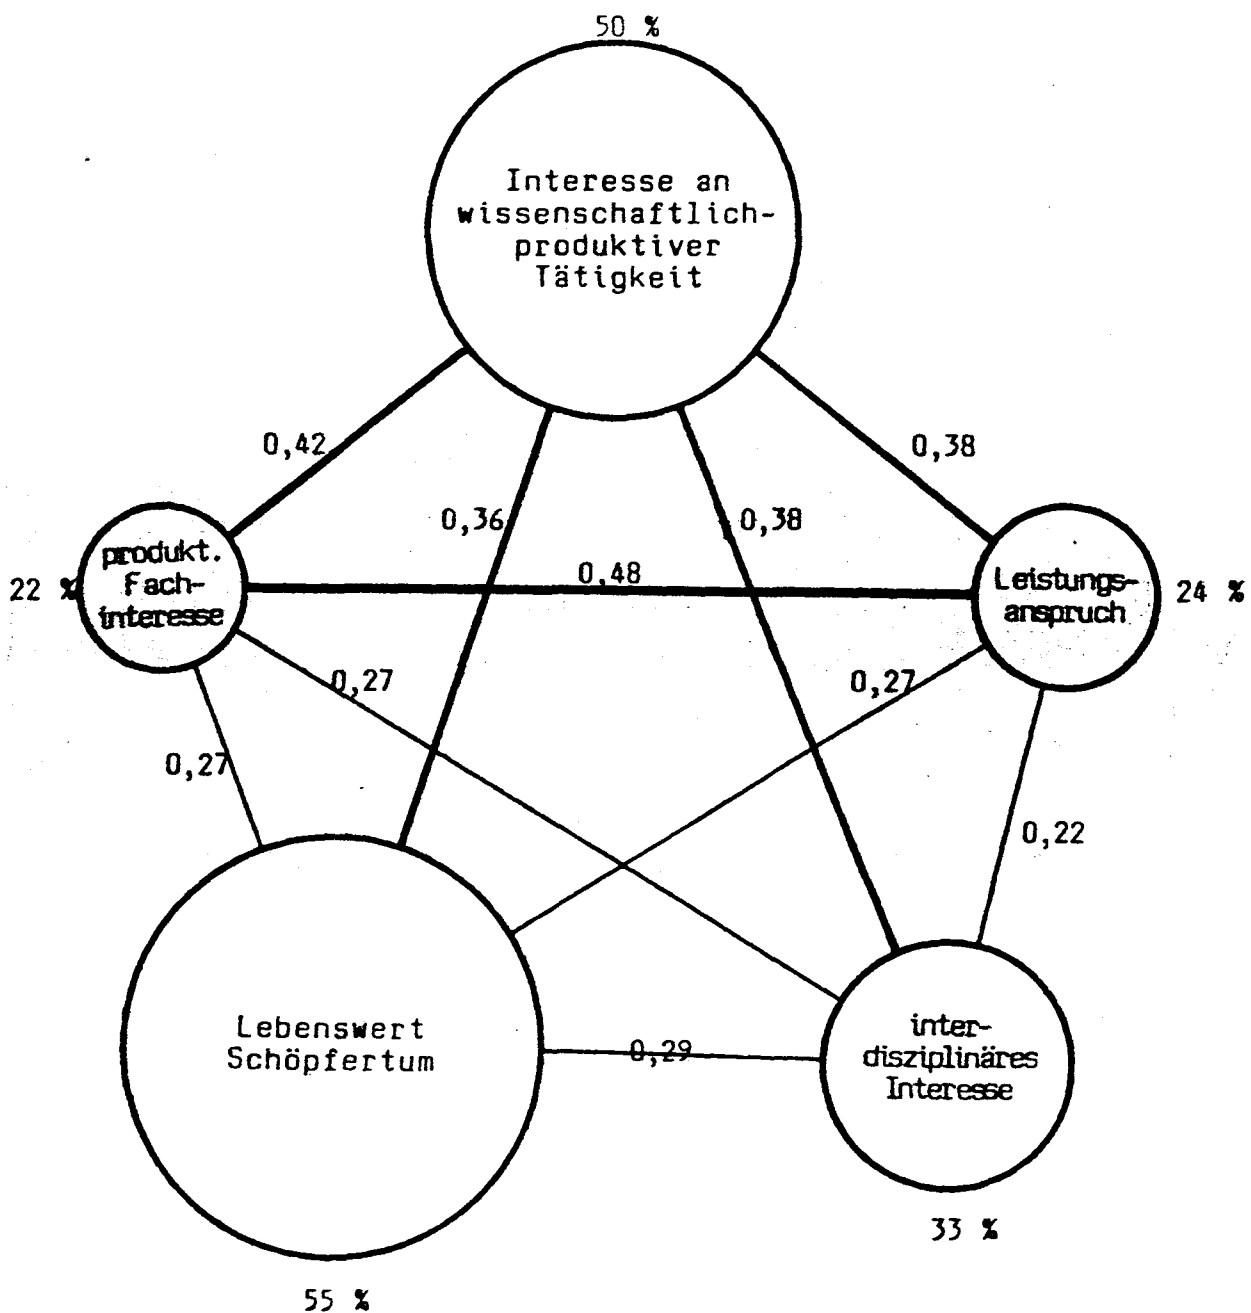 50 %
Interesse an
wissenschaftlich-
produktiver
Tätigkeit
0,42
0,38
0,36
0,38
produkt.
Fach-
interesse
22 %
0,48
Leistungs-
anspruch
24 %
0,27
0,27
0,27
0,22
Lebenswert
Schöpfertum
0,29
inter-
disziplinäres
Interesse
33 %
55 %